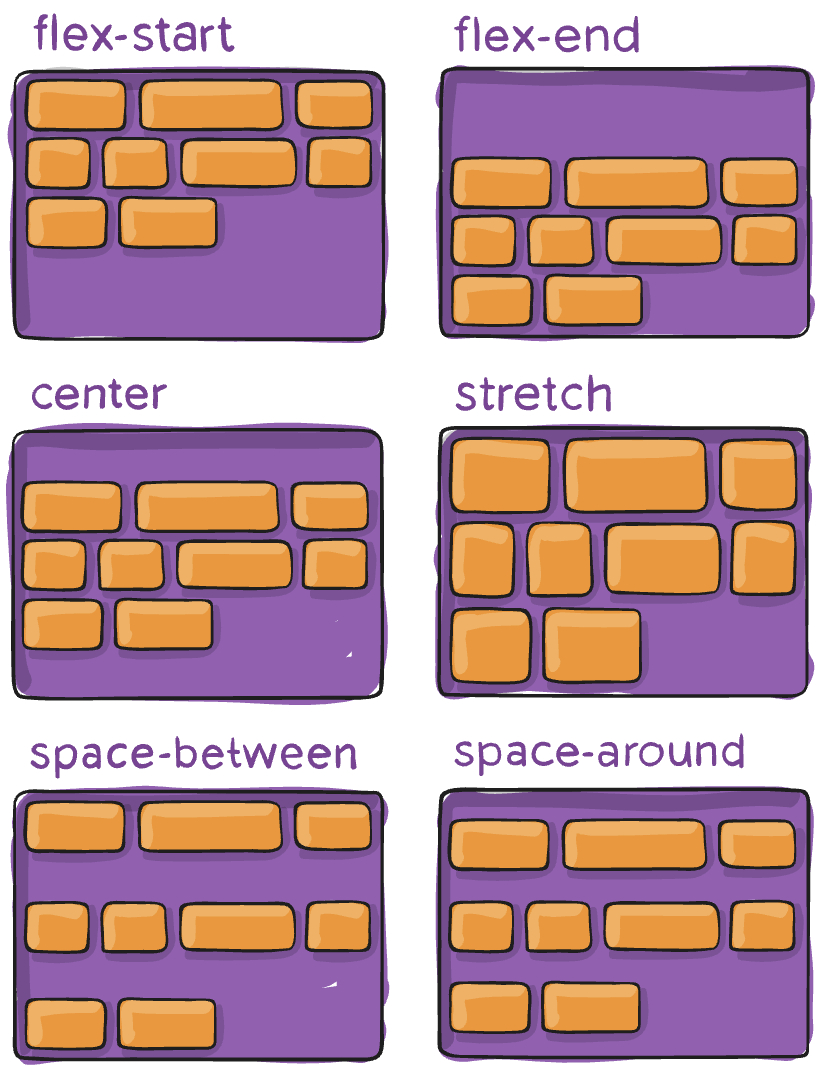 flex-start
flex-end
center
stretch
space-between
space-around